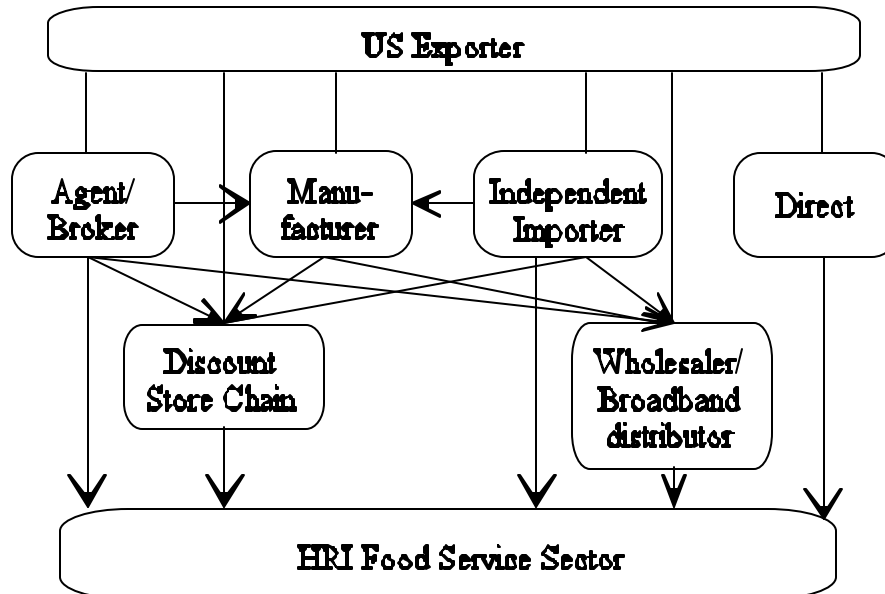 US Exporter
Agent/
Broker
Manu-
facturer
Independent
Importer
Direct
Discount
Store Chain
Wholesaler/
Broadband
distributor
HRI Food Service Sector